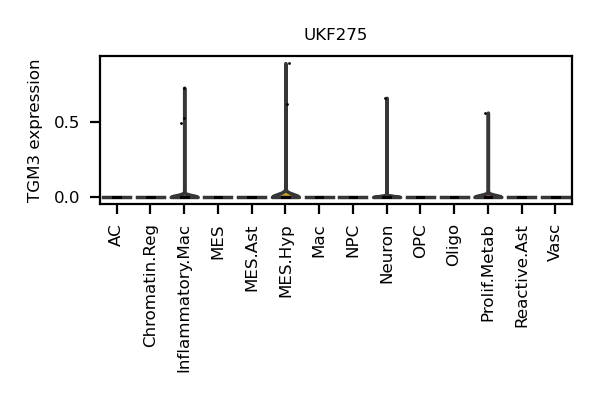 UKF275
TGM3 expression
0.5
0.0
AC
Chromatin.Reg
Inflammatory.Mac
MES
MES.Ast
MES.Hyp
Mac
NPC
Neuron
OPC
Oligo
Prolif.Metab
Reactive.Ast
Vasc